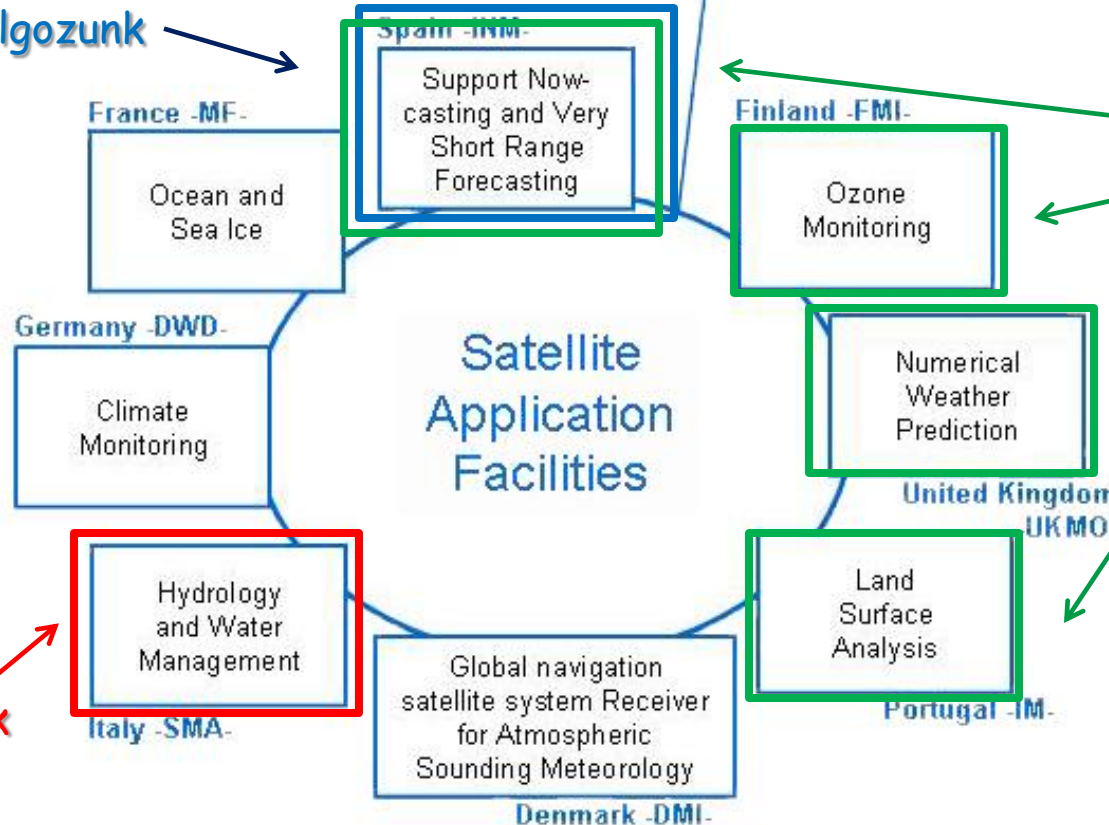 lgozunk
Spain -INM-
Support Now-
casting and Very
Short Range
Forecasting
France -MF-
Ocean and
Sea Ice
Finland -FMI-
Ozone
Monitoring
Germany -DWD-
Climate
Monitoring
Satellite
Application
Facilities
Numerical
Weather
Prediction
United Kingdom
-UKMO
Hydrology
and Water
Management
Italy -SMA-
Land
Surface
Analysis
Portugal -IM-
Global navigation
satellite system Receiver
for Atmospheric
Sounding Meteorology
Denmark -DMI-